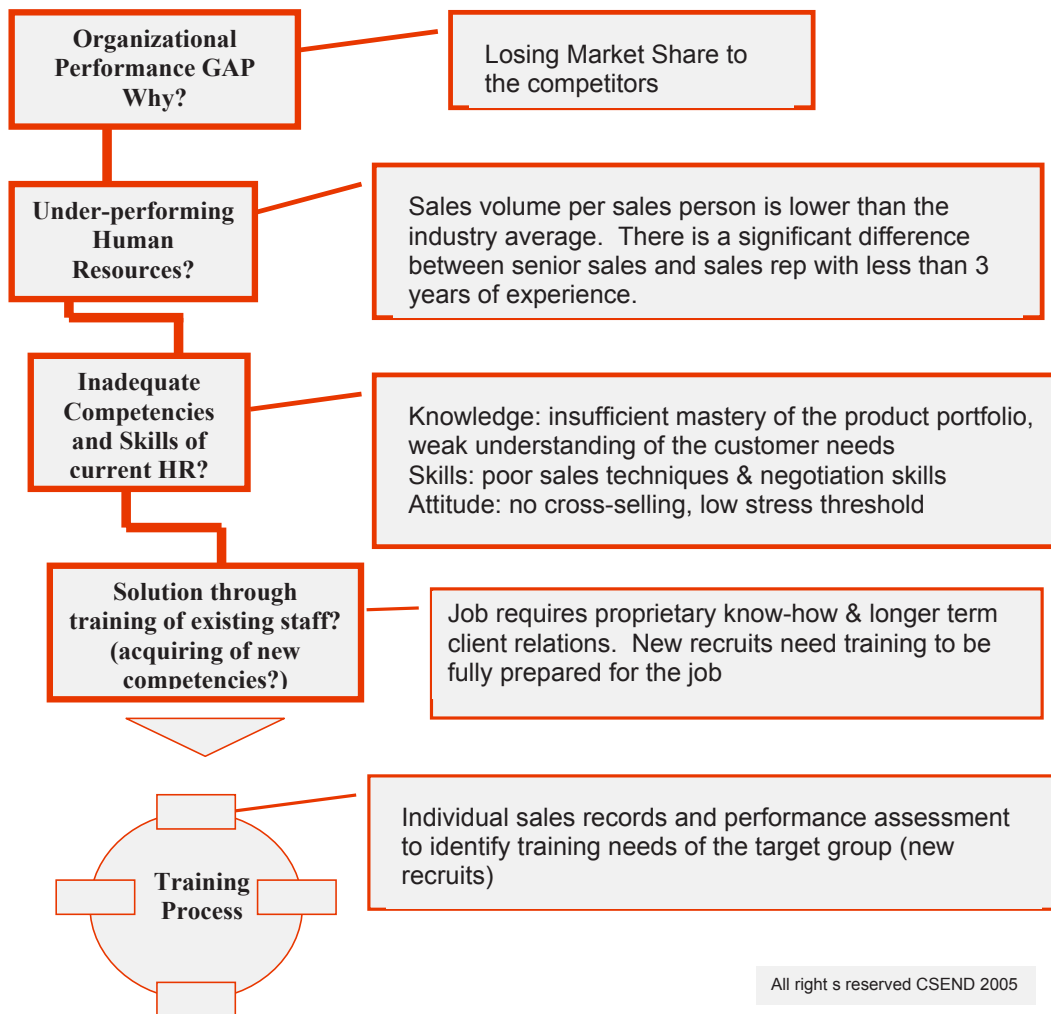 Organizational
Performance GAP
Why?
Losing Market Share to
the competitors
Under-performing
Human
Resources?
Sales volume per sales person is lower than the
industry average.  There is a significant difference
between senior sales and sales rep with less than 3
years of experience.
Inadequate
Competencies
and Skills of
current HR?
Knowledge: insufficient mastery of the product portfolio,
weak understanding of the customer needs
Skills: poor sales techniques & negotiation skills
Attitude: no cross-selling, low stress threshold
Solution through
training of existing staff?
(acquiring of new
competencies?)
Job requires proprietary know-how & longer term
client relations.  New recruits need training to be
fully prepared for the job
Training
Process
Individual sales records and performance assessment
to identify training needs of the target group (new
recruits)
All right s reserved CSEND 2005